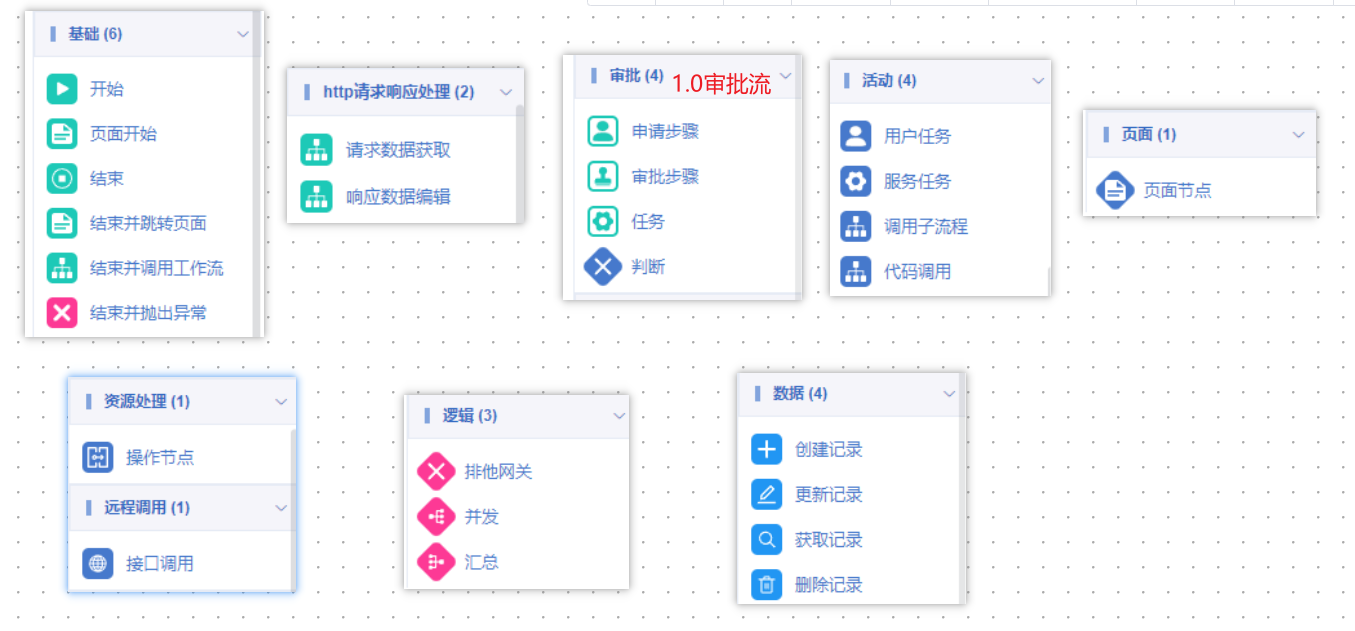 基础 (6)
开始
页面开始
结束
结束并跳转页面
结束并调用工作流
结束并抛出异常
http请求响应处理 (2)
请求数据获取
响应数据编辑
审批 (4) 1.0审批流
申请步骤
审批步骤
任务
判断
活动 (4)
用户任务
服务任务
调用子流程
代码调用
页面 (1)
页面节点
资源处理 (1)
操作节点
远程调用 (1)
接口调用
逻辑 (3)
排他网关
并发
汇总
数据 (4)
创建记录
更新记录
获取记录
删除记录